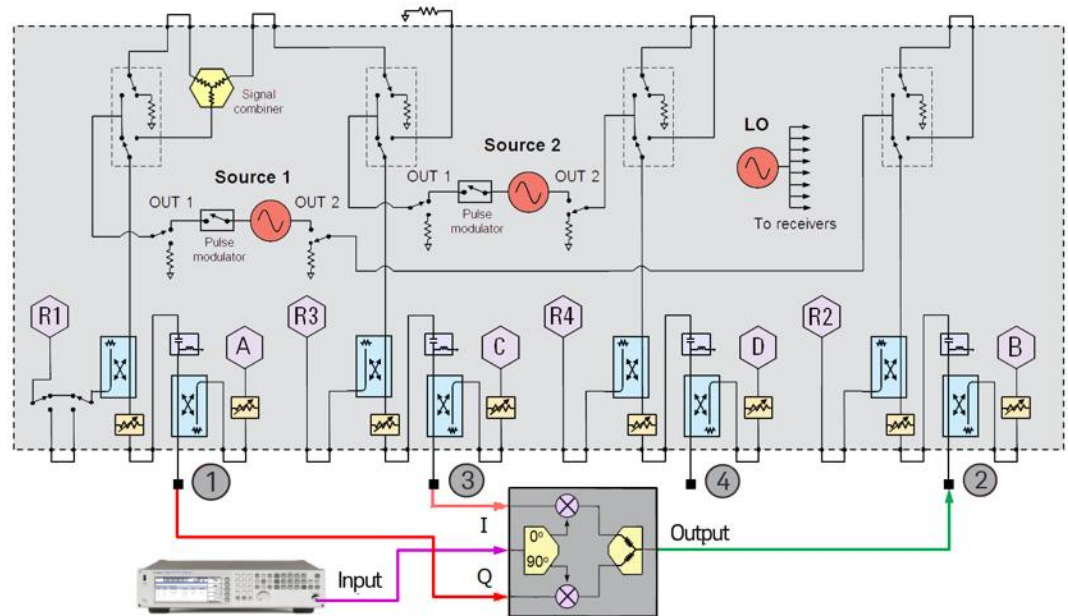 Signal
combiner
Source 1
OUT 1
OUT 2
Pulse
modulator
Source 2
OUT 1
OUT 2
Pulse
modulator
LO
To receivers
R1
A
R3
C
R4
D
R2
B
1
3
4
2
I
0°
90°
Output
Input
Q